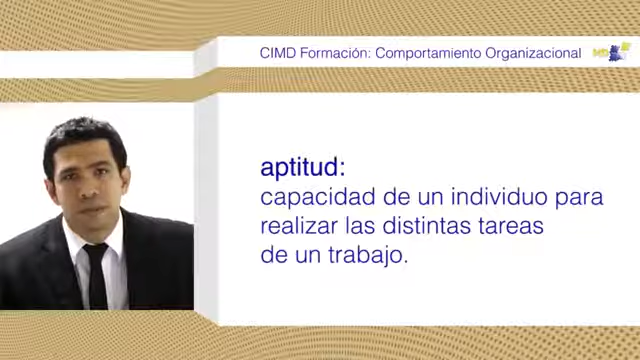 CIMD Formación: Comportamiento Organizacional
aptitud:
capacidad de un individuo para
realizar las distintas tareas
de un trabajo.